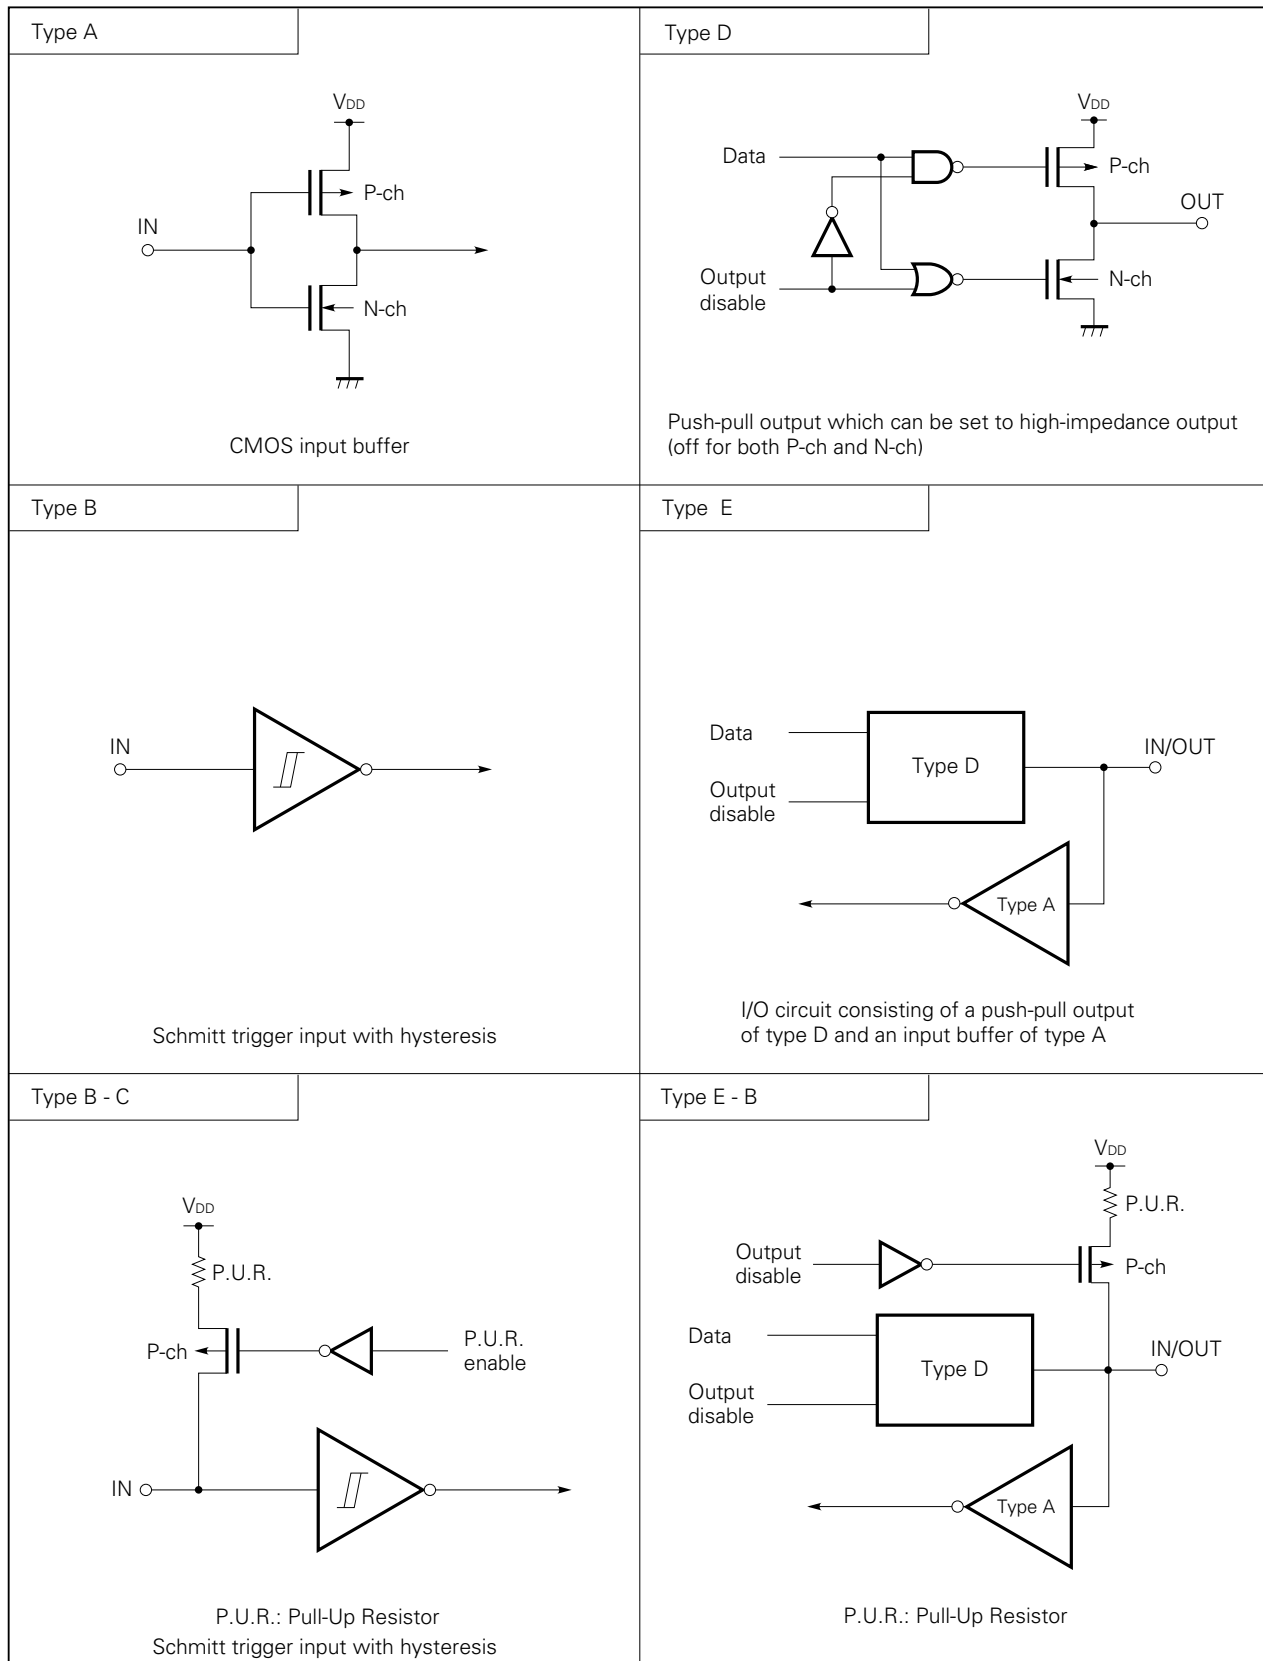 Type A
VDD
P-ch
IN
N-ch
CMOS input buffer
Type D
VDD
Data
P-ch
OUT
Output
disable
N-ch
Push-pull output which can be set to high-impedance output
(off for both P-ch and N-ch)
Type B
IN
Schmitt trigger input with hysteresis
Type E
Data
IN/OUT
Type D
Output
disable
Type A
I/O circuit consisting of a push-pull output
of type D and an input buffer of type A
Type B - C
VDD
P.U.R.
P-ch
P.U.R.
enable
IN
P.U.R.: Pull-Up Resistor
Schmitt trigger input with hysteresis
Type E - B
VDD
P.U.R.
Output
disable
P-ch
Data
IN/OUT
Type D
Output
disable
Type A
P.U.R.: Pull-Up Resistor